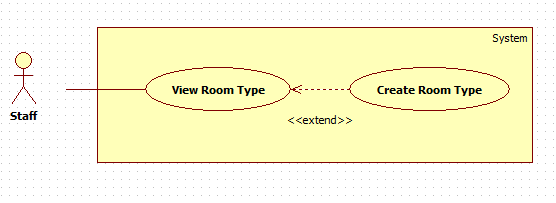 System
Staff
View Room Type
Create Room Type
<<extend>>